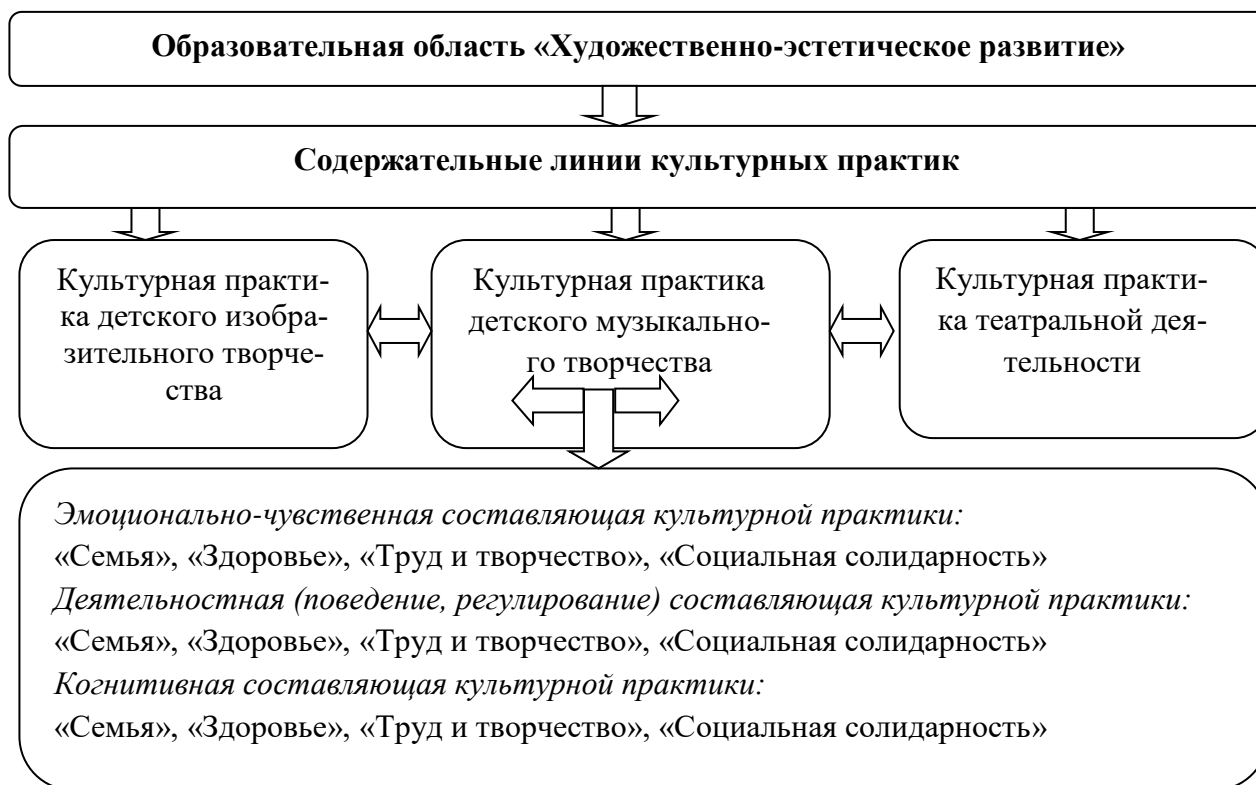 Образовательная область «Художественно-эстетическое развитие»
Содержательные линии культурных практик
Культурная практи-
ка детского изобра-
зительного творче-
ства
Культурная практика
детского музыкально-
го творчества
Культурная практи-
ка театральной дея-
тельности
Эмоционально-чувственная составляющая культурной практики:
«Семья», «Здоровье», «Труд и творчество», «Социальная солидарность»
Деятельностная (поведение, регулирование) составляющая культурной практики:
«Семья», «Здоровье», «Труд и творчество», «Социальная солидарность»
Когнитивная составляющая культурной практики:
«Семья», «Здоровье», «Труд и творчество», «Социальная солидарность»